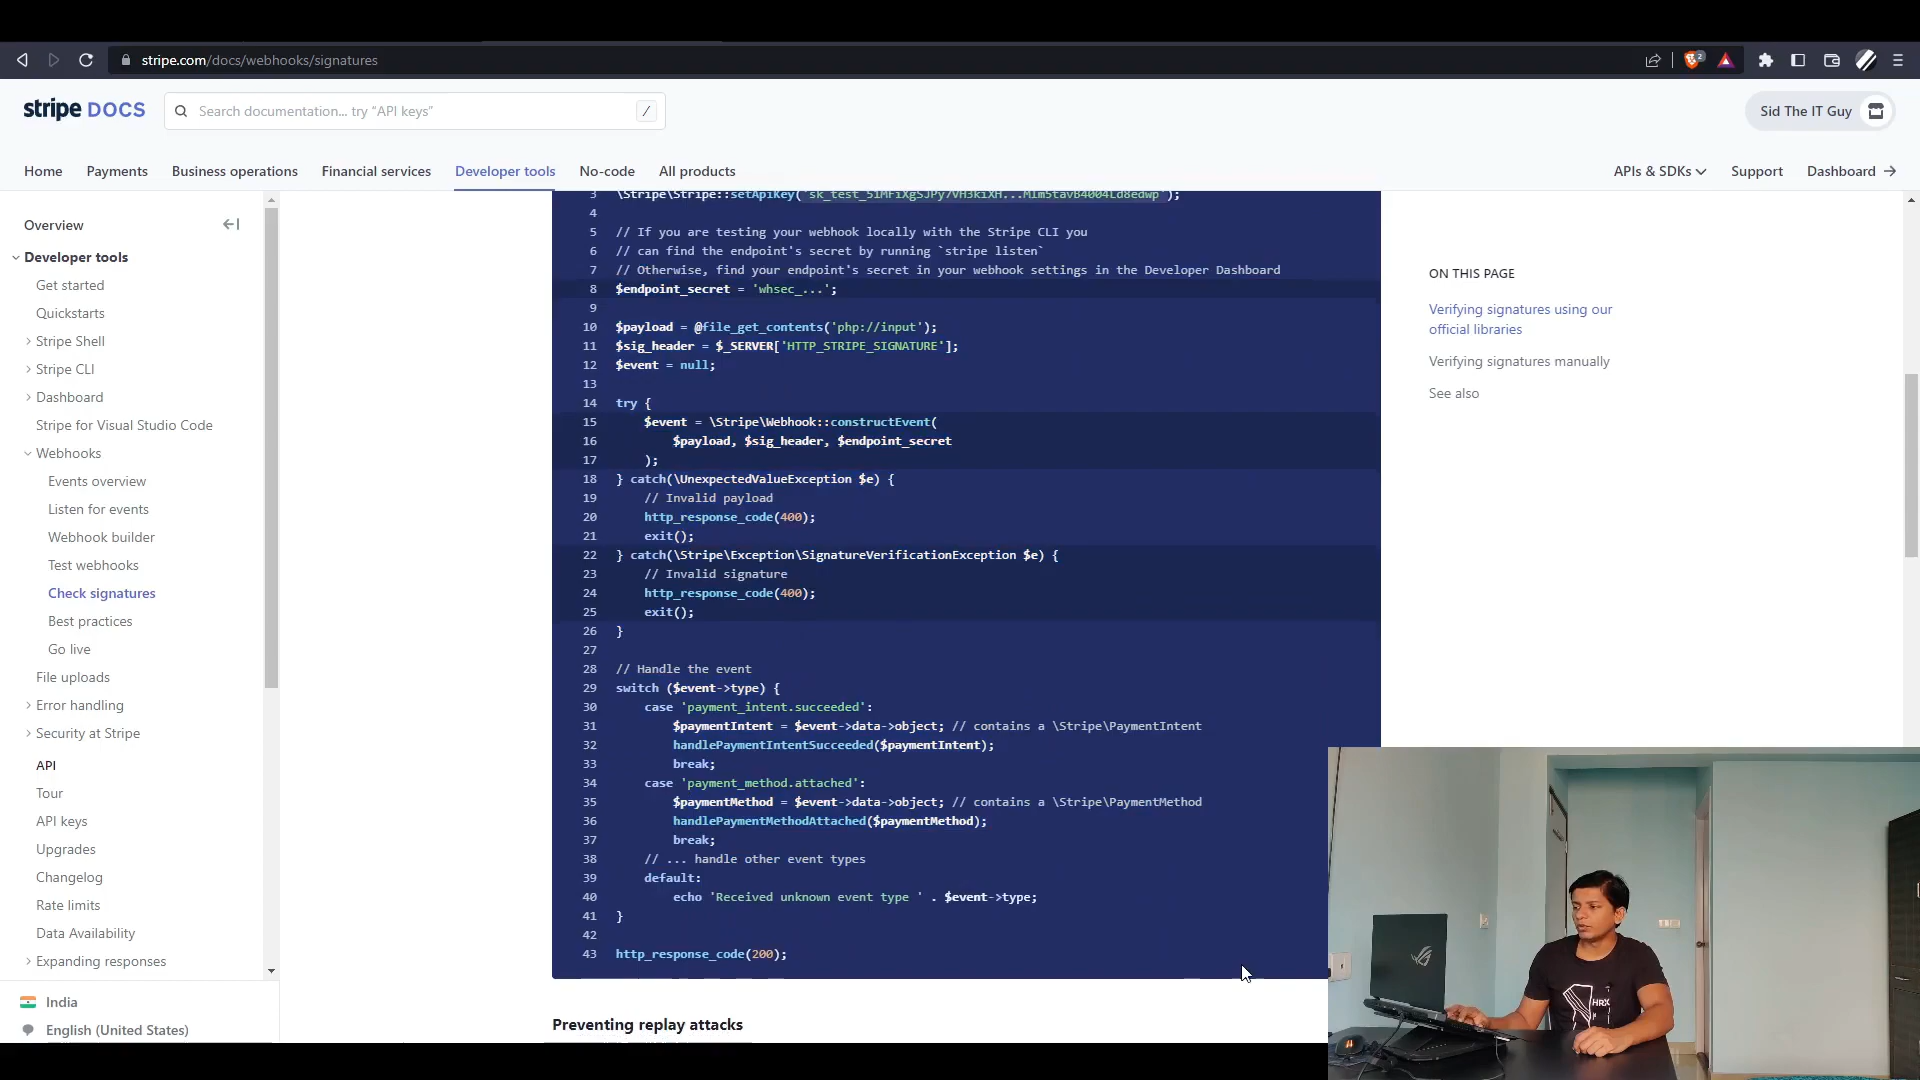 stripe.com/docs/webhooks/signatures
2
stripe DOCS
Search documentation... try “API keys”
/
Sid The IT Guy
Home
Payments
Business operations
Financial services
Developer tools
No-code
All products
APIs & SDKs
Support
Dashboard
Overview
Developer tools
Get started
Quickstarts
Stripe Shell
Stripe CLI
Dashboard
Stripe for Visual Studio Code
Webhooks
Events overview
Listen for events
Webhook builder
Test webhooks
Check signatures
Best practices
Go live
File uploads
Error handling
Security at Stripe
API
Tour
API keys
Upgrades
Changelog
Rate limits
Data Availability
Expanding responses
India
English (United States)
3 \Stripe\Stripe::setApiKey(
4
5 // If you are testing your webhook locally with the Stripe CLI you
6 // can find the endpoint's secret by running `stripe listen`
7 // Otherwise, find your endpoint's secret in your webhook settings in the Developer Dashboard
8 $endpoint_secret = 'whsec_...';
9
10 $payload = @file_get_contents('php://input');
11 $sig_header = $_SERVER['HTTP_STRIPE_SIGNATURE'];
12 $event = null;
13
14 try {
15 $event = \Stripe\Webhook::constructEvent(
16 $payload, $sig_header, $endpoint_secret
17 );
18 } catch(\UnexpectedValueException $e) {
19 // Invalid payload
20 http_response_code(400);
21 exit();
22 } catch(\Stripe\Exception\SignatureVerificationException $e) {
23 // Invalid signature
24 http_response_code(400);
25 exit();
26 }
27
28 // Handle the event
29 switch ($event->type) {
30 case 'payment_intent.succeeded':
31 $paymentIntent = $event->data->object; // contains a \Stripe\PaymentIntent
32 handlePaymentIntentSucceeded($paymentIntent);
33 break;
34 case 'payment_method.attached':
35 $paymentMethod = $event->data->object; // contains a \Stripe\PaymentMethod
36 handlePaymentMethodAttached($paymentMethod);
37 break;
38 // ... handle other event types
39 default:
40 echo 'Received unknown event type ' . $event->type;
41 }
42
43 http_response_code(200);
Preventing replay attacks
ON THIS PAGE
Verifying signatures using our
official libraries
Verifying signatures manually
See also
HRX